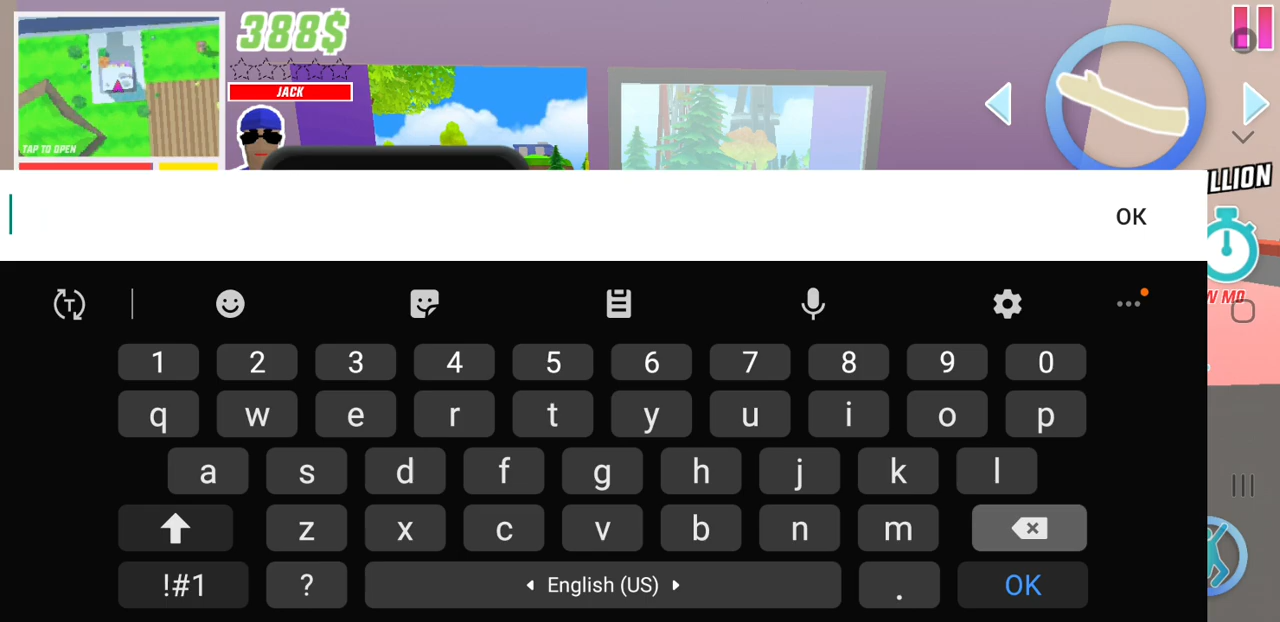 388$
JACK
TAP TO OPEN
LLION
W MO
OK
T
1 2 3 4 5 6 7 8 9 0
q w e r t y u i o p
a s d f g h j k l
z x c v b n m
!#1 ? English (US) . OK